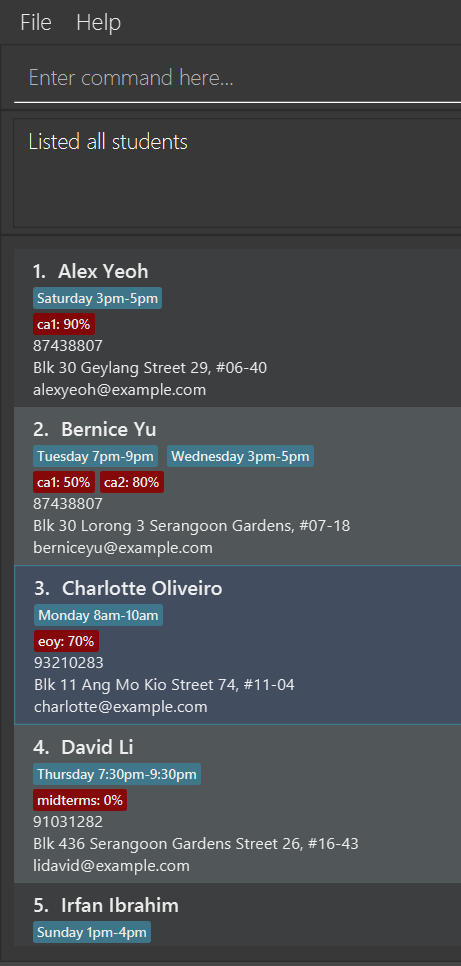 File Help
Enter command here...
Listed all students
1. Alex Yeoh
Saturday 3pm-5pm
ca1: 90%
87438807
Blk 30 Geylang Street 29, #06-40
alexyeoh@example.com
2. Bernice Yu
Tuesday 7pm-9pm Wednesday 3pm-5pm
ca1: 50% ca2: 80%
87438807
Blk 30 Lorong 3 Serangoon Gardens, #07-18
berniceyu@example.com
3. Charlotte Oliveiro
Monday 8am-10am
eoy: 70%
93210283
Blk 11 Ang Mo Kio Street 74, #11-04
charlotte@example.com
4. David Li
Thursday 7:30pm-9:30pm
midterms: 0%
91031282
Blk 436 Serangoon Gardens Street 26, #16-43
lidavid@example.com
5. Irfan Ibrahim
Sunday 1pm-4pm